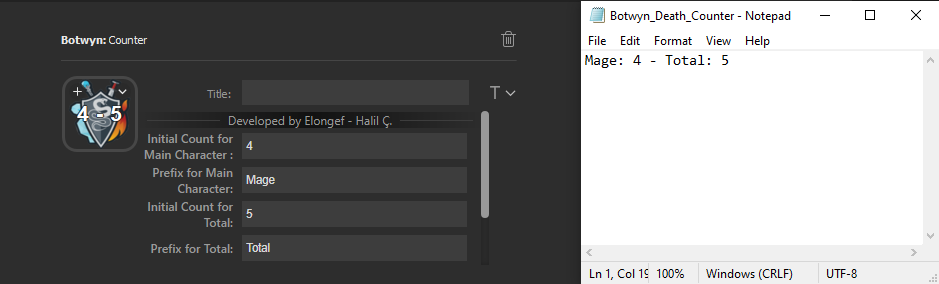 Botwyn: Counter
4 - 5
Title:
T
Developed by Elongef - Halil Ç.
Initial Count for
Main Character :
4
Prefix for Main
Character:
Mage
Initial Count for
Total:
5
Prefix for Total:
Total
Botwyn_Death_Counter - Notepad
File Edit Format View Help
Mage: 4 - Total: 5
Ln 1, Col 19
100%
Windows (CRLF)
UTF-8